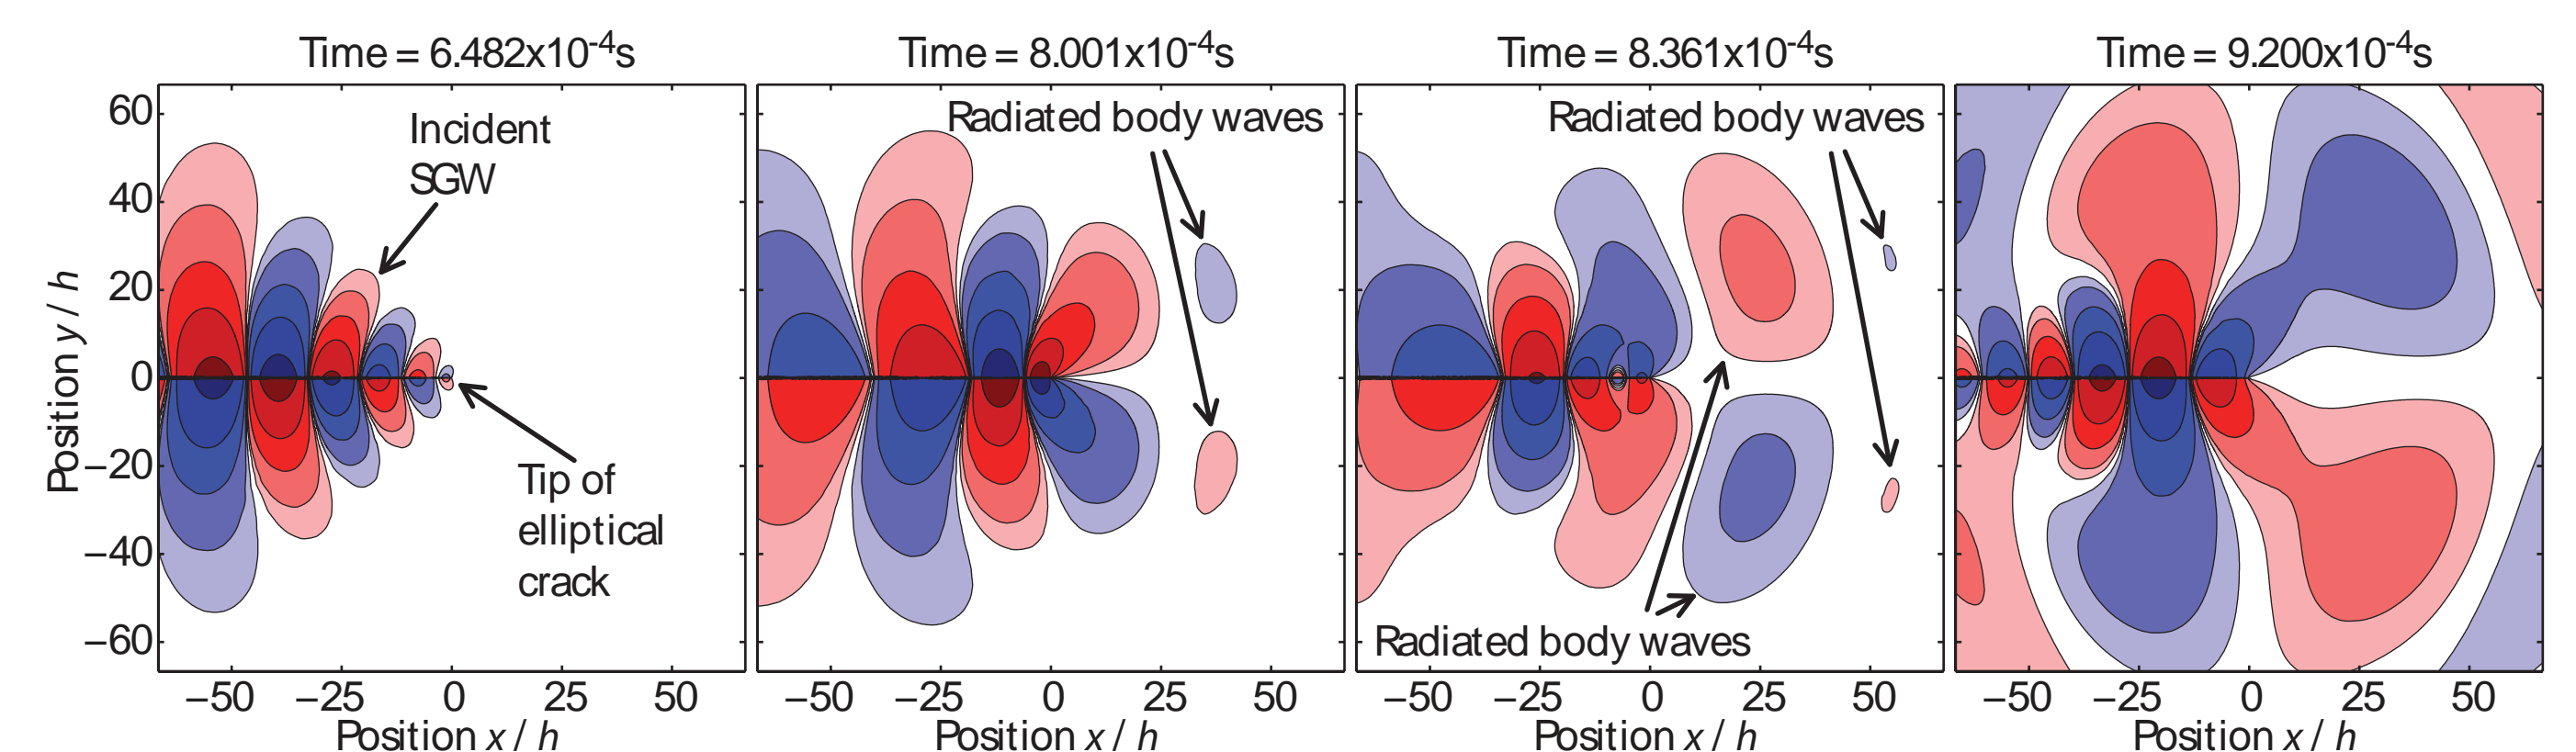 Time = 6.482x10⁻⁴s
Time = 8.001x10⁻⁴s
Time = 8.361x10⁻⁴s
Time = 9.200x10⁻⁴s
Position y / h
60
40
20
0
−20
−40
−60
Incident
SGW
Tip of
elliptical
crack
Radiated body waves
Radiated body waves
Radiated body waves
−50 −25 0 25 50
−50 −25 0 25 50
−50 −25 0 25 50
−50 −25 0 25 50
Position x / h
Position x / h
Position x / h
Position x / h